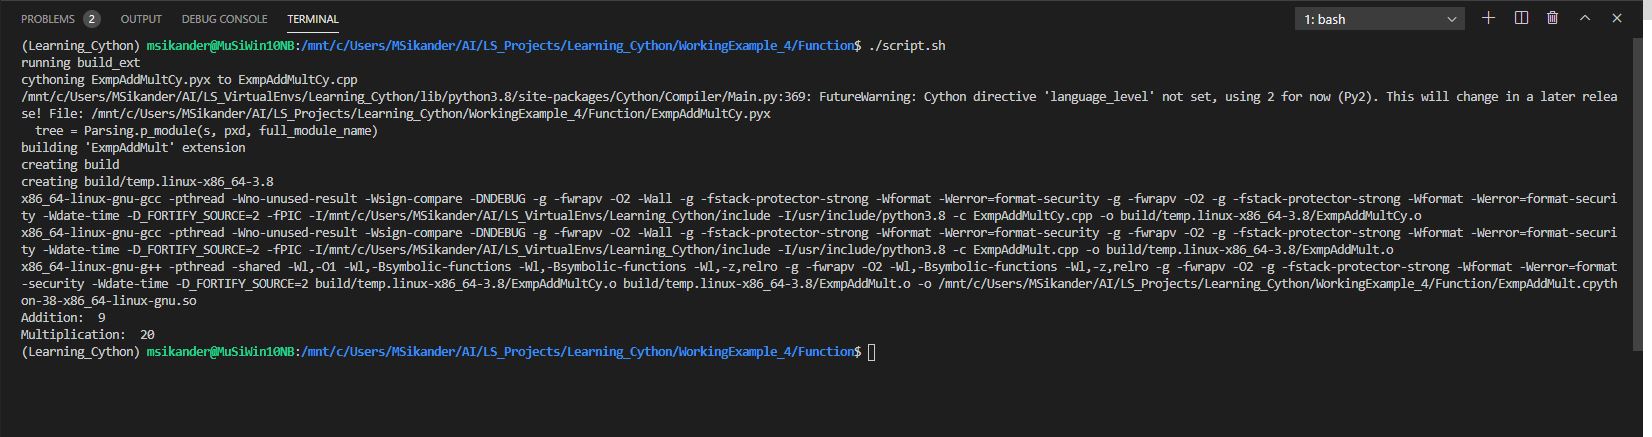 PROBLEMS 2 OUTPUT DEBUG CONSOLE TERMINAL 1: bash
(Learning_Cython) msikander@MuSiWin10NB:/mnt/c/Users/MSikander/AI/LS_Projects/Learning_Cython/WorkingExample_4/Function$ ./script.sh
running build_ext
cythoning ExmpAddMultCy.pyx to ExmpAddMultCy.cpp
/mnt/c/Users/MSikander/AI/LS_VirtualEnvs/Learning_Cython/lib/python3.8/site-packages/Cython/Compiler/Main.py:369: FutureWarning: Cython directive 'language_level' not set, using 2 for now (Py2). This will change in a later relea
se! File: /mnt/c/Users/MSikander/AI/LS_Projects/Learning_Cython/WorkingExample_4/Function/ExmpAddMultCy.pyx
  tree = Parsing.p_module(s, pxd, full_module_name)
building 'ExmpAddMult' extension
creating build
creating build/temp.linux-x86_64-3.8
x86_64-linux-gnu-gcc -pthread -Wno-unused-result -Wsign-compare -DNDEBUG -g -fwrapv -O2 -Wall -g -fstack-protector-strong -Wformat -Werror=format-security -g -fwrapv -O2 -g -fstack-protector-strong -Wformat -Werror=format-securi
ty -Wdate-time -D_FORTIFY_SOURCE=2 -fPIC -I/mnt/c/Users/MSikander/AI/LS_VirtualEnvs/Learning_Cython/include -I/usr/include/python3.8 -c ExmpAddMultCy.cpp -o build/temp.linux-x86_64-3.8/ExmpAddMultCy.o
x86_64-linux-gnu-gcc -pthread -Wno-unused-result -Wsign-compare -DNDEBUG -g -fwrapv -O2 -Wall -g -fstack-protector-strong -Wformat -Werror=format-security -g -fwrapv -O2 -g -fstack-protector-strong -Wformat -Werror=format-securi
ty -Wdate-time -D_FORTIFY_SOURCE=2 -fPIC -I/mnt/c/Users/MSikander/AI/LS_VirtualEnvs/Learning_Cython/include -I/usr/include/python3.8 -c ExmpAddMult.cpp -o build/temp.linux-x86_64-3.8/ExmpAddMult.o
x86_64-linux-gnu-g++ -pthread -shared -Wl,-O1 -Wl,-Bsymbolic-functions -Wl,-Bsymbolic-functions -Wl,-z,relro -g -fwrapv -O2 -Wl,-Bsymbolic-functions -Wl,-z,relro -g -fwrapv -O2 -g -fstack-protector-strong -Wformat -Werror=format
-security -Wdate-time -D_FORTIFY_SOURCE=2 build/temp.linux-x86_64-3.8/ExmpAddMultCy.o build/temp.linux-x86_64-3.8/ExmpAddMult.o -o /mnt/c/Users/MSikander/AI/LS_Projects/Learning_Cython/WorkingExample_4/Function/ExmpAddMult.cpyth
on-38-x86_64-linux-gnu.so
Addition:  9
Multiplication:  20
(Learning_Cython) msikander@MuSiWin10NB:/mnt/c/Users/MSikander/AI/LS_Projects/Learning_Cython/WorkingExample_4/Function$